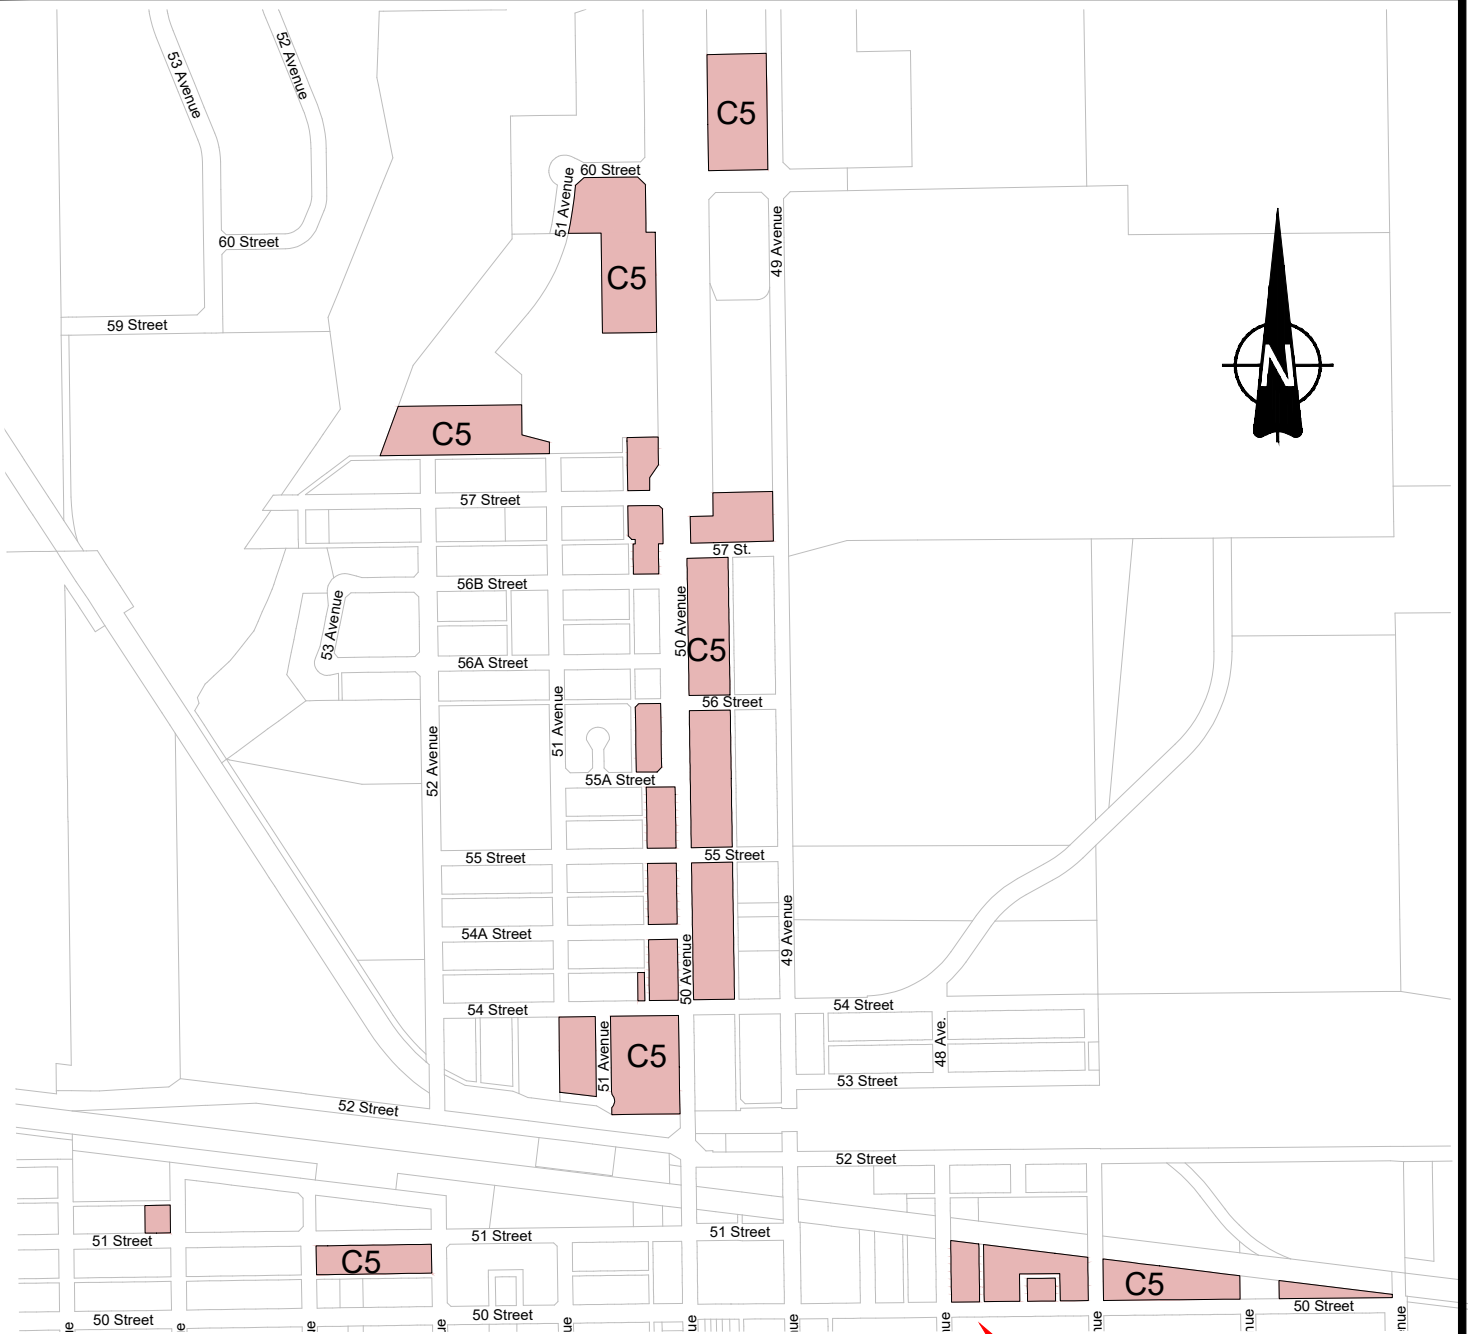 53 Avenue
52 Avenue
C5
60 Street
51 Avenue
49 Avenue
60 Street
C5
59 Street
N
C5
57 Street
57 St.
56B Street
53 Avenue
50 Avenue
C5
56A Street
56 Street
51 Avenue
52 Avenue
55A Street
55 Street
55 Street
54A Street
49 Avenue
50 Avenue
54 Street
54 Street
51 Avenue
C5
48 Ave.
53 Street
52 Street
52 Street
51 Street
51 Street
51 Street
C5
C5
50 Street
50 Street
50 Street